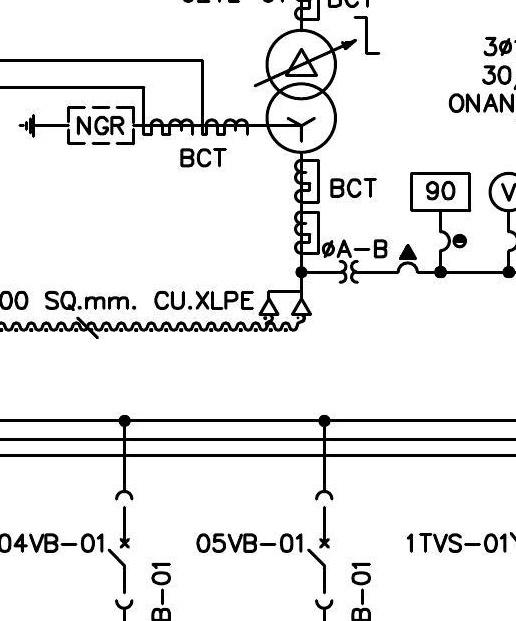 BCT
3ø
30
ONAN
NGR
BCT
BCT
90
V
øA-B
00 SQ.mm. CU.XLPE
04VB-01
05VB-01
1TVS-01
B-01
B-01